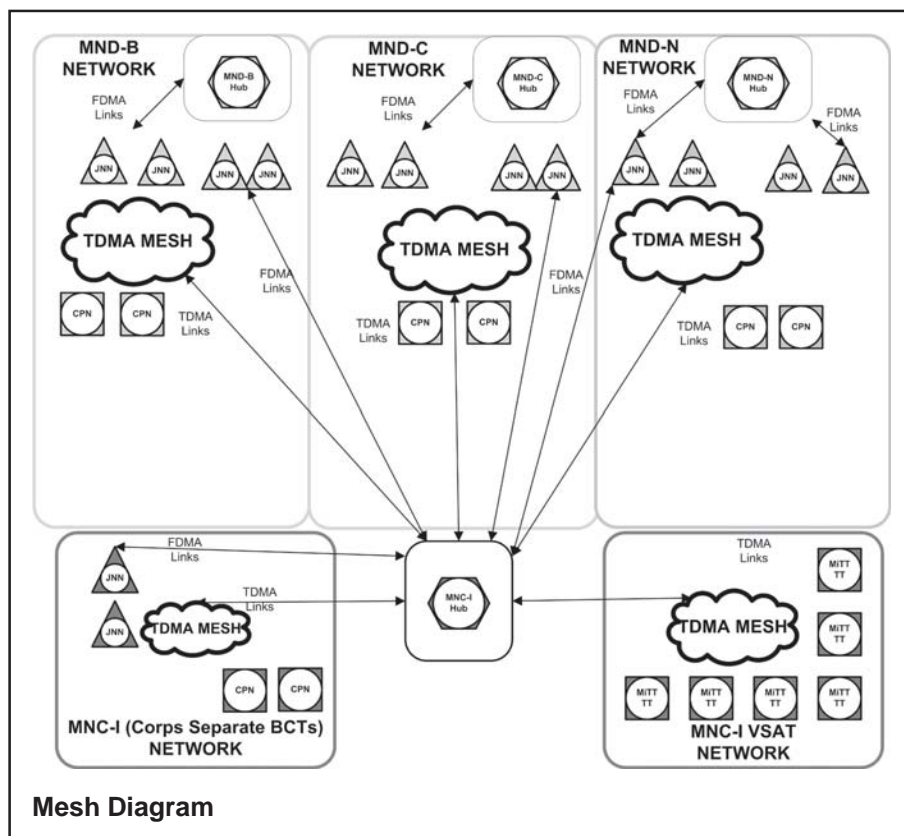 MND-B
NETWORK
MND-B
Hub
FDMA
Links
JNN
JNN
JNN
JNN
TDMA MESH
FDMA
Links
CPN
CPN
TDMA
Links
MND-C
NETWORK
MND-C
Hub
FDMA
Links
JNN
JNN
JNN
JNN
TDMA MESH
FDMA
Links
TDMA
Links
CPN
CPN
MND-N
NETWORK
MND-N
Hub
FDMA
Links
FDMA
Links
JNN
JNN
JNN
JNN
TDMA MESH
TDMA
Links
CPN
CPN
FDMA
Links
JNN
TDMA
Links
JNN
TDMA MESH
CPN
CPN
MNC-I (Corps Separate BCTs)
NETWORK
MNC-I
Hub
TDMA
Links
MiTT
TT
TDMA MESH
MiTT
TT
MiTT
TT
MiTT
TT
MiTT
TT
MiTT
TT
MNC-I VSAT
NETWORK
Mesh Diagram